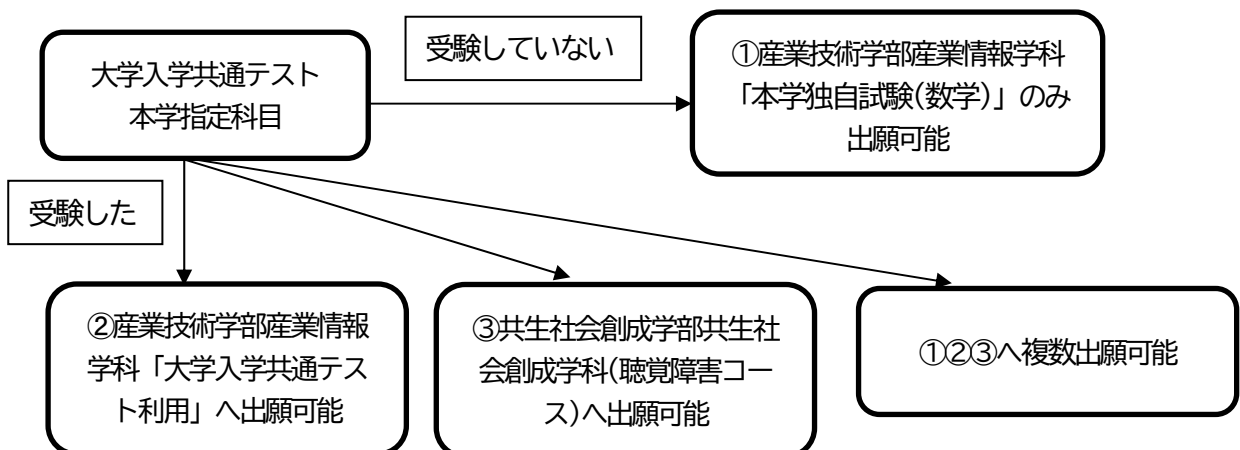 大学入学共通テスト
本学指定科目
受験していない
①産業技術学部産業情報学科
「本学独自試験(数学)」のみ
出願可能
受験した
②産業技術学部産業情報
学科「大学入学共通テス
ト利用」へ出願可能
③共生社会創成学部共生社
会創成学科(聴覚障害コー
ス)へ出願可能
①②③へ複数出願可能